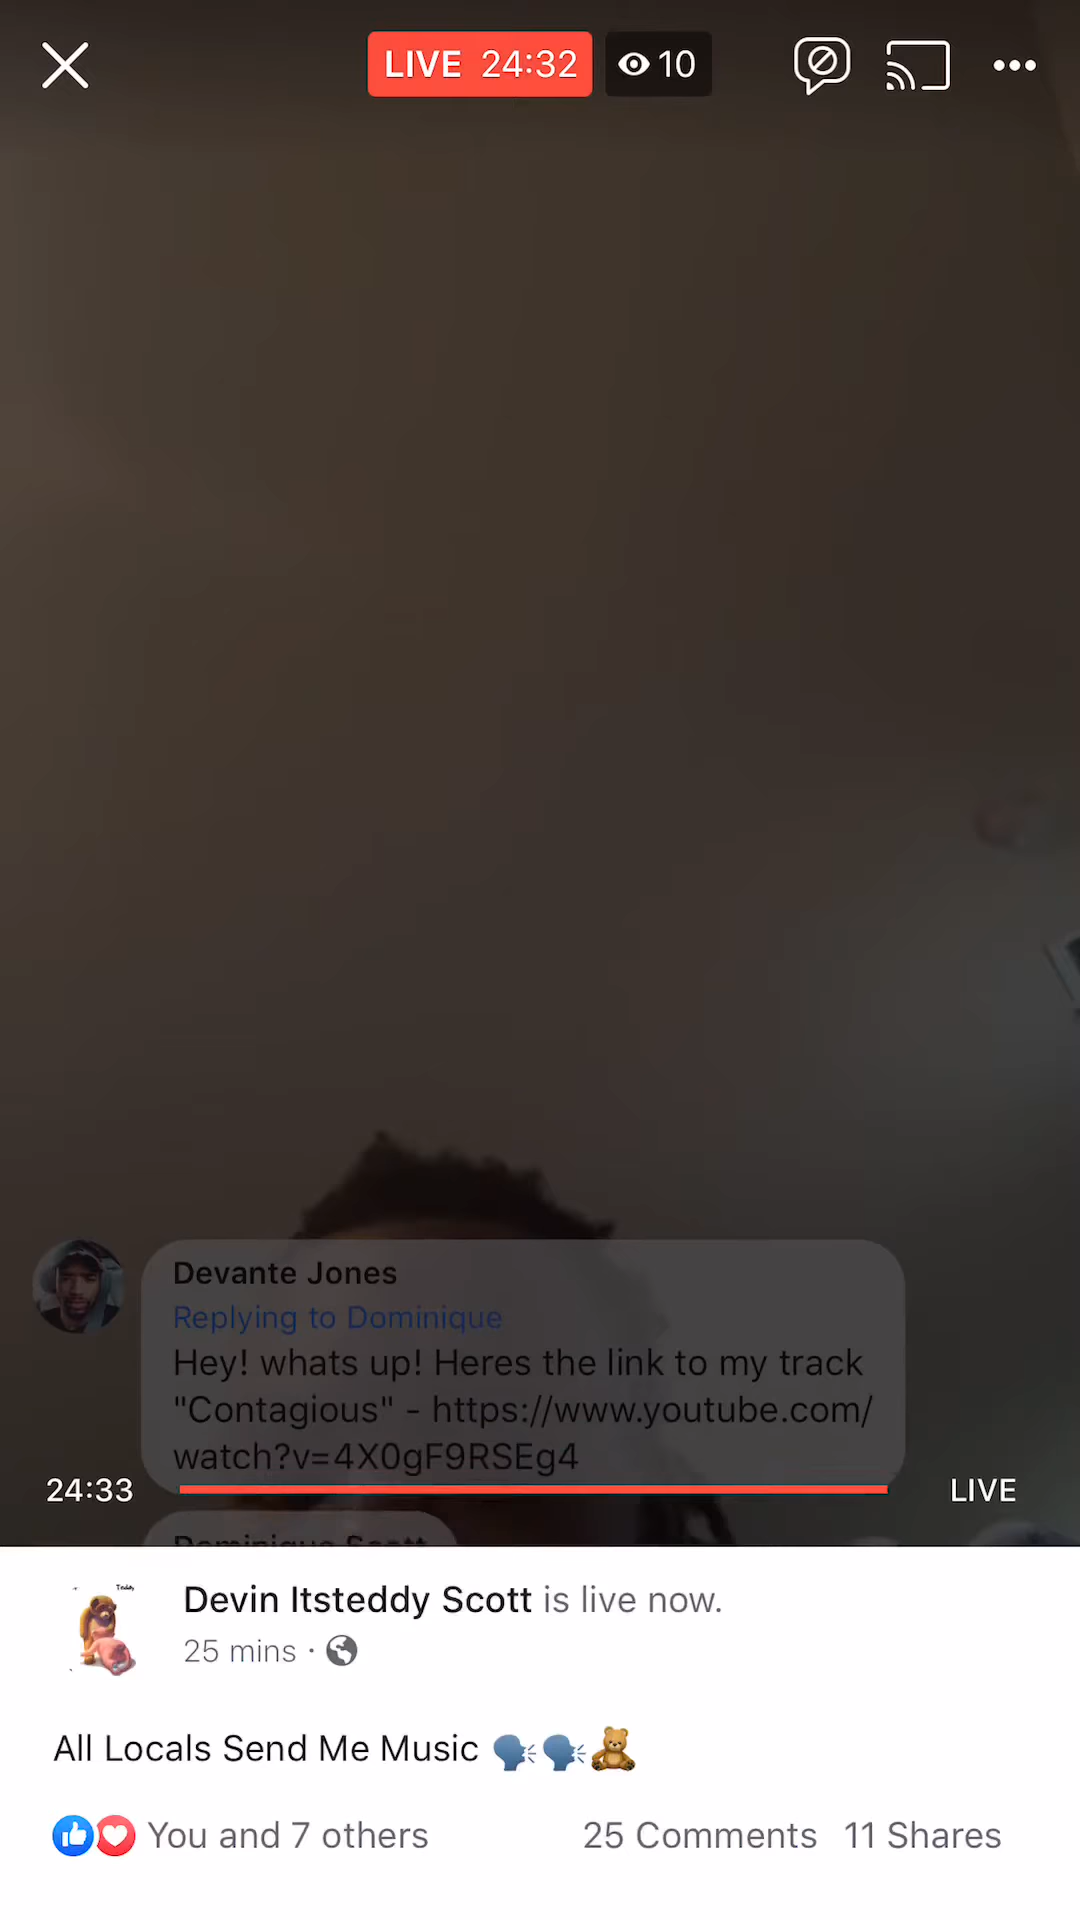 LIVE 24:32 10
Devante Jones
Replying to Dominique
Hey! whats up! Heres the link to my track
"Contagious" - https://www.youtube.com/
watch?v=4X0gF9RSEg4
24:33 LIVE
Dominique Scott
Devin Itsteddy Scott is live now.
25 mins ·
All Locals Send Me Music 🗣️🗣️🧸
You and 7 others 25 Comments 11 Shares